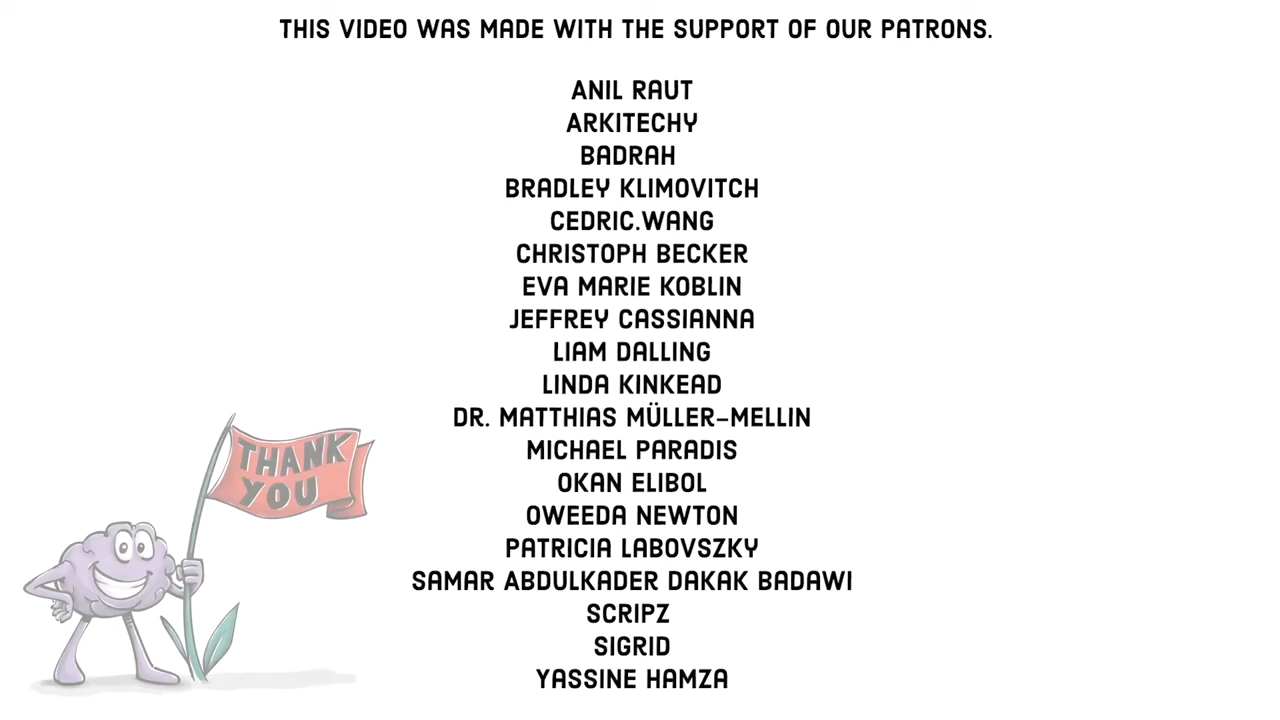 THIS VIDEO WAS MADE WITH THE SUPPORT OF OUR PATRONS.
ANIL RAUT
ARKITECHY
BADRAH
BRADLEY KLIMOVITCH
CEDRIC.WANG
CHRISTOPH BECKER
EVA MARIE KOBLIN
JEFFREY CASSIANNA
LIAM DALLING
LINDA KINKEAD
DR. MATTHIAS MÜLLER-MELLIN
MICHAEL PARADIS
OKAN ELIBOL
OWEEDA NEWTON
PATRICIA LABOVSZKY
SAMAR ABDULKADER DAKAK BADAWI
SCRIPZ
SIGRID
YASSINE HAMZA
THANK
YOU